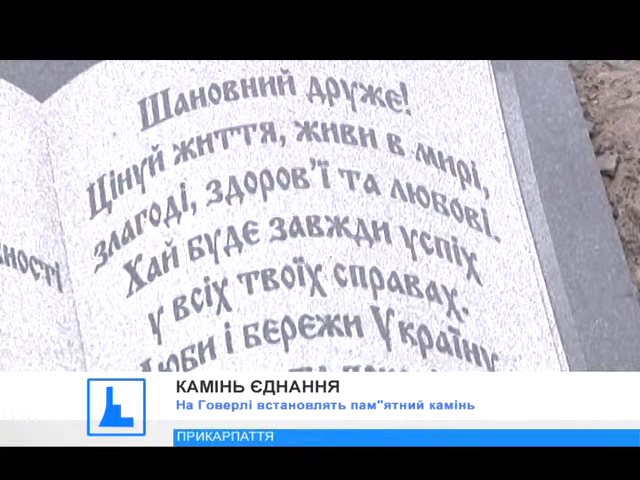 Шановний друже!
Цінуй життя, живи в мирі,
злагоді, здоров'ї та любові.
Хай буде завжди успіх
у всіх твоїх справах.
Люби і бережи Україну
ності
КАМІНЬ ЄДНАННЯ
На Говерлі встановлять пам"ятний камінь
ПРИКАРПАТТЯ